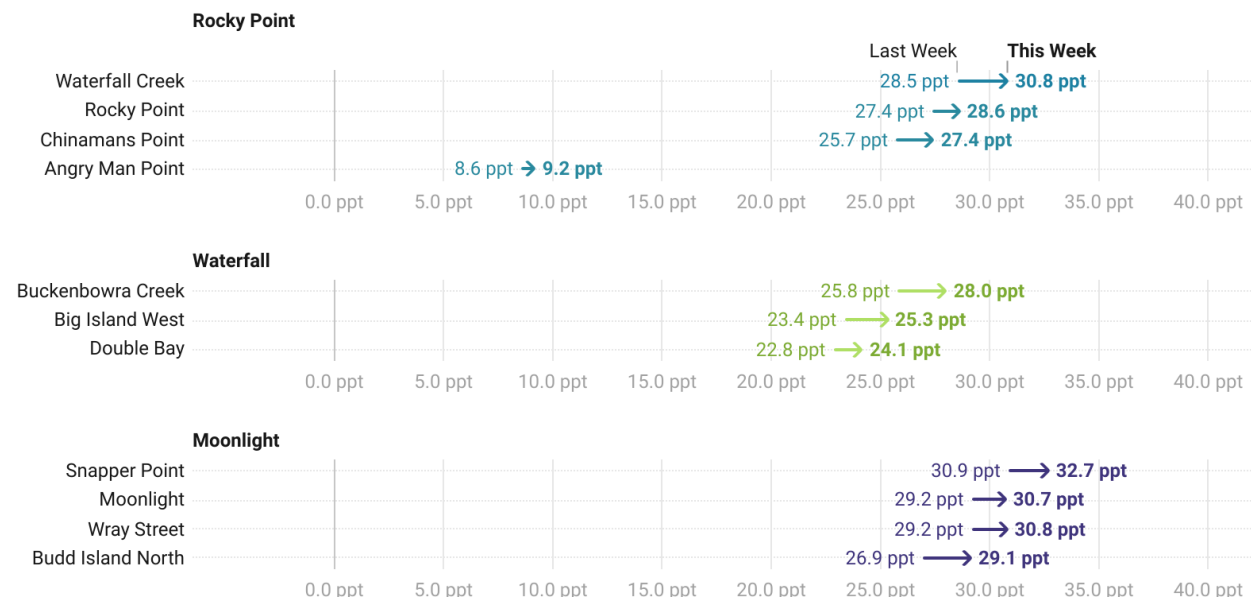 Rocky Point
Last Week This Week
Waterfall Creek 28.5 ppt 30.8 ppt
Rocky Point 27.4 ppt 28.6 ppt
Chinamans Point 25.7 ppt 27.4 ppt
Angry Man Point 8.6 ppt 9.2 ppt
0.0 ppt 5.0 ppt 10.0 ppt 15.0 ppt 20.0 ppt 25.0 ppt 30.0 ppt 35.0 ppt 40.0 ppt
Waterfall
Buckenbowra Creek 25.8 ppt 28.0 ppt
Big Island West 23.4 ppt 25.3 ppt
Double Bay 22.8 ppt 24.1 ppt
0.0 ppt 5.0 ppt 10.0 ppt 15.0 ppt 20.0 ppt 25.0 ppt 30.0 ppt 35.0 ppt 40.0 ppt
Moonlight
Snapper Point 30.9 ppt 32.7 ppt
Moonlight 29.2 ppt 30.7 ppt
Wray Street 29.2 ppt 30.8 ppt
Budd Island North 26.9 ppt 29.1 ppt
0.0 ppt 5.0 ppt 10.0 ppt 15.0 ppt 20.0 ppt 25.0 ppt 30.0 ppt 35.0 ppt 40.0 ppt